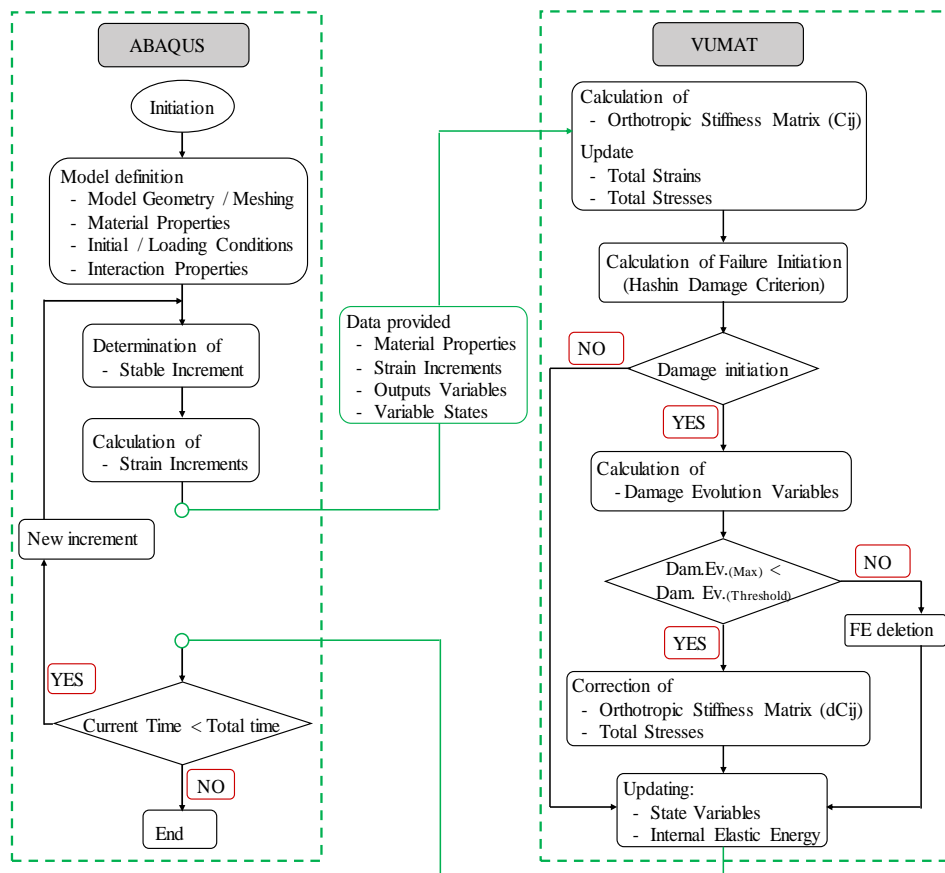 ABAQUS
Initiation
Model definition
- Model Geometry / Meshing
- Material Properties
- Initial / Loading Conditions
- Interaction Properties
Determination of
- Stable Increment
Calculation of
- Strain Increments
New increment
YES
Current Time < Total time
NO
End
Data provided
- Material Properties
- Strain Increments
- Outputs Variables
- Variable States
VUMAT
Calculation of
- Orthotropic Stiffness Matrix (Cij)
Update
- Total Strains
- Total Stresses
Calculation of Failure Initiation
(Hashin Damage Criterion)
NO
Damage initiation
YES
Calculation of
-Damage Evolution Variables
Dam.Ev.(Max) <
Dam. Ev.(Threshold)
NO
FE deletion
YES
Correction of
- Orthotropic Stiffness Matrix (dCij)
- Total Stresses
Updating:
- State Variables
- Internal Elastic Energy